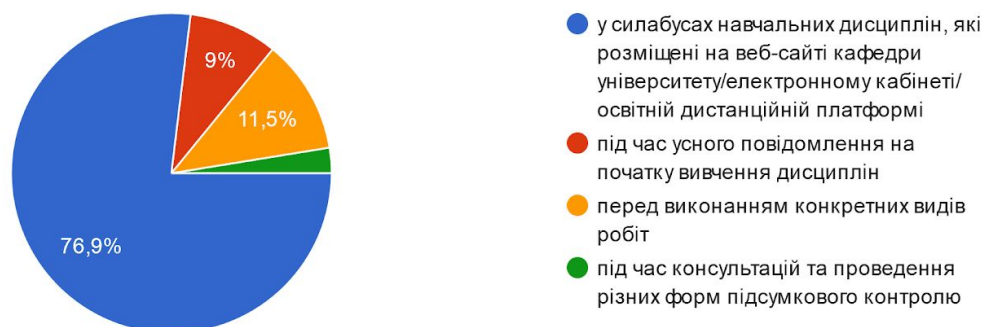 9%
11,5%
76,9%
у силабусах навчальних дисциплін, які
розміщені на веб-сайті кафедри
університету/електронному кабінеті/
освітній дистанційній платформі
під час усного повідомлення на
початку вивчення дисциплін
перед виконанням конкретних видів
робіт
під час консультацій та проведення
різних форм підсумкового контролю